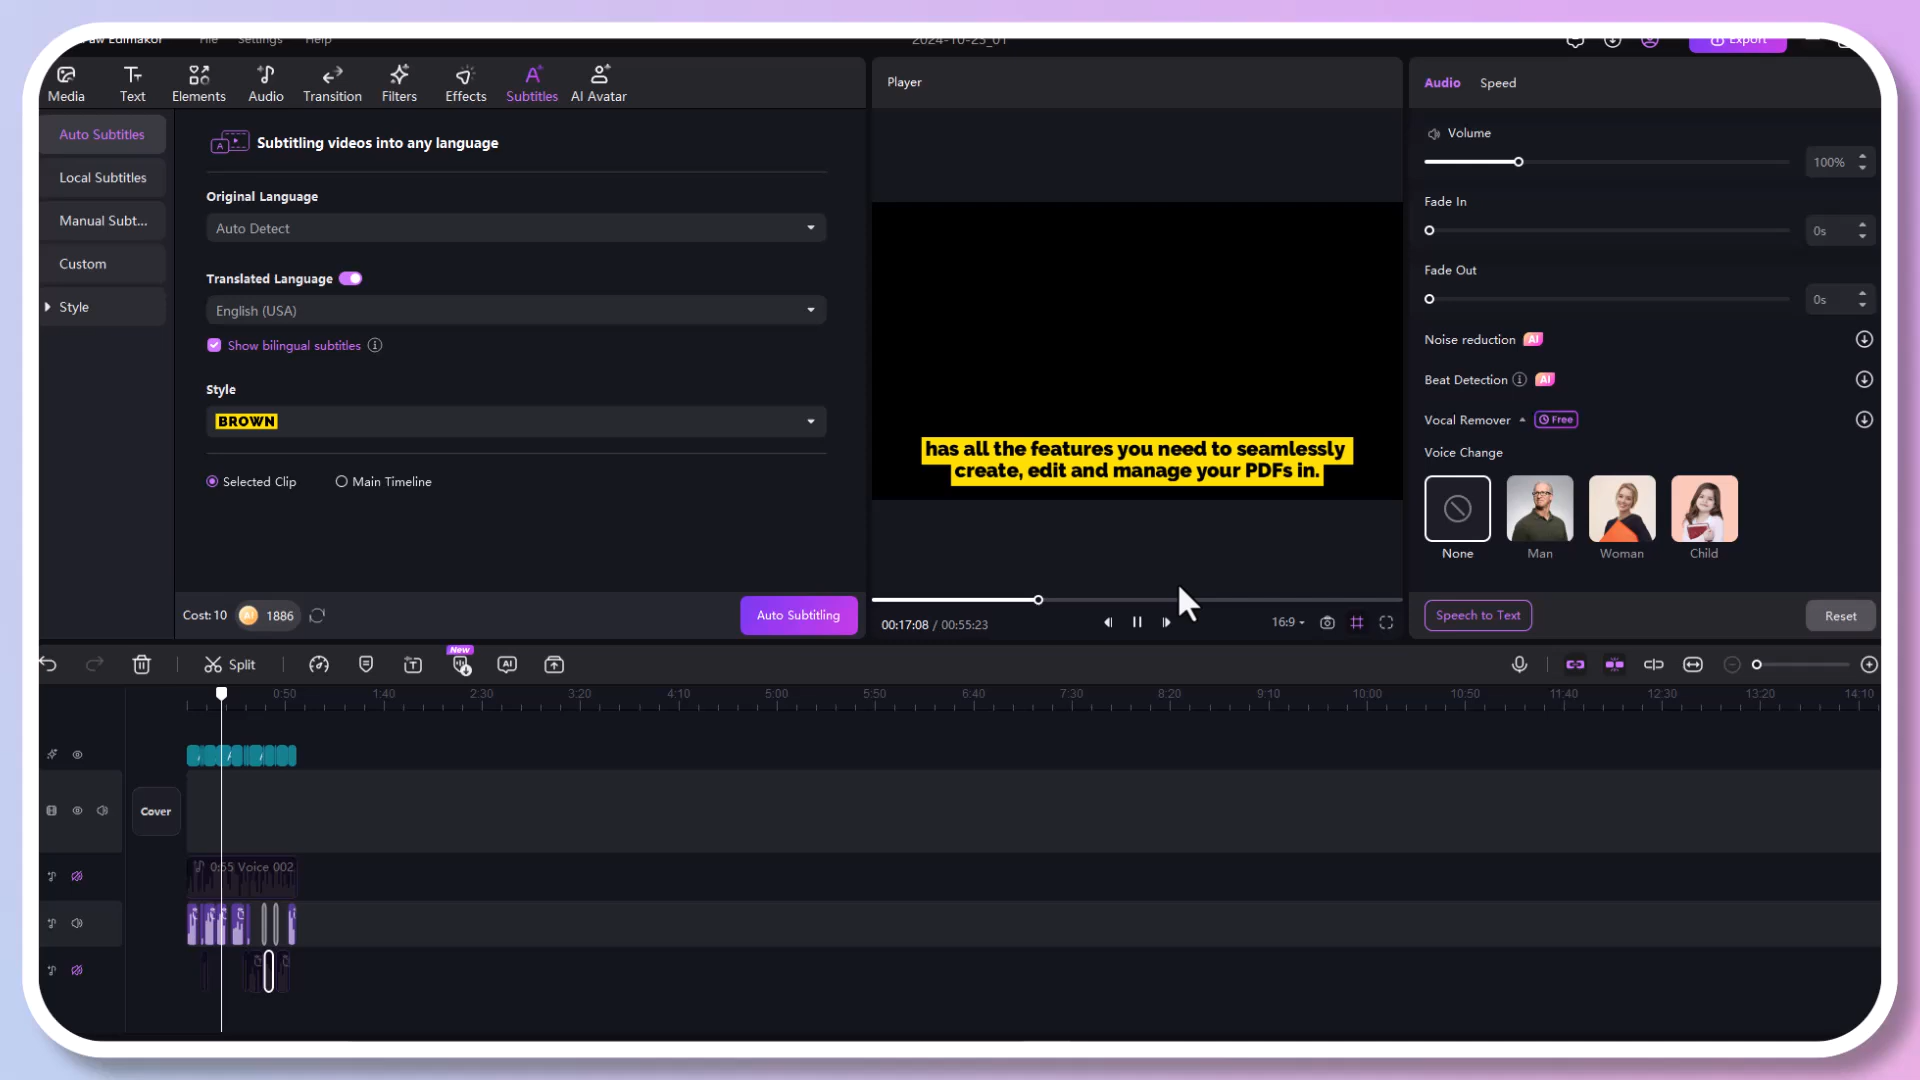 Edimakor File Settings Help 2024-10-23_01 Export
Media Text Elements Audio Transition Filters Effects Subtitles AI Avatar
Auto Subtitles
Local Subtitles
Manual Subt...
Custom
Style
Subtitling videos into any language
Original Language
Auto Detect
Translated Language
English (USA)
Show bilingual subtitles
Style
BROWN
Selected Clip Main Timeline
Cost: 10 AI 1886
Auto Subtitling
Player
has all the features you need to seamlessly
create, edit and manage your PDFs in.
00:17:08 / 00:55:23
16:9
Audio Speed
Volume
100%
Fade In
0s
Fade Out
0s
Noise reduction AI
Beat Detection AI
Vocal Remover Free
Voice Change
None Man Woman Child
Speech to Text Reset
Split New AI
0:50 1:40 2:30 3:20 4:10 5:00 5:50 6:40 7:30 8:20 9:10 10:00 10:50 11:40 12:30 13:20 14:10
Cover
0:55 Voice 002